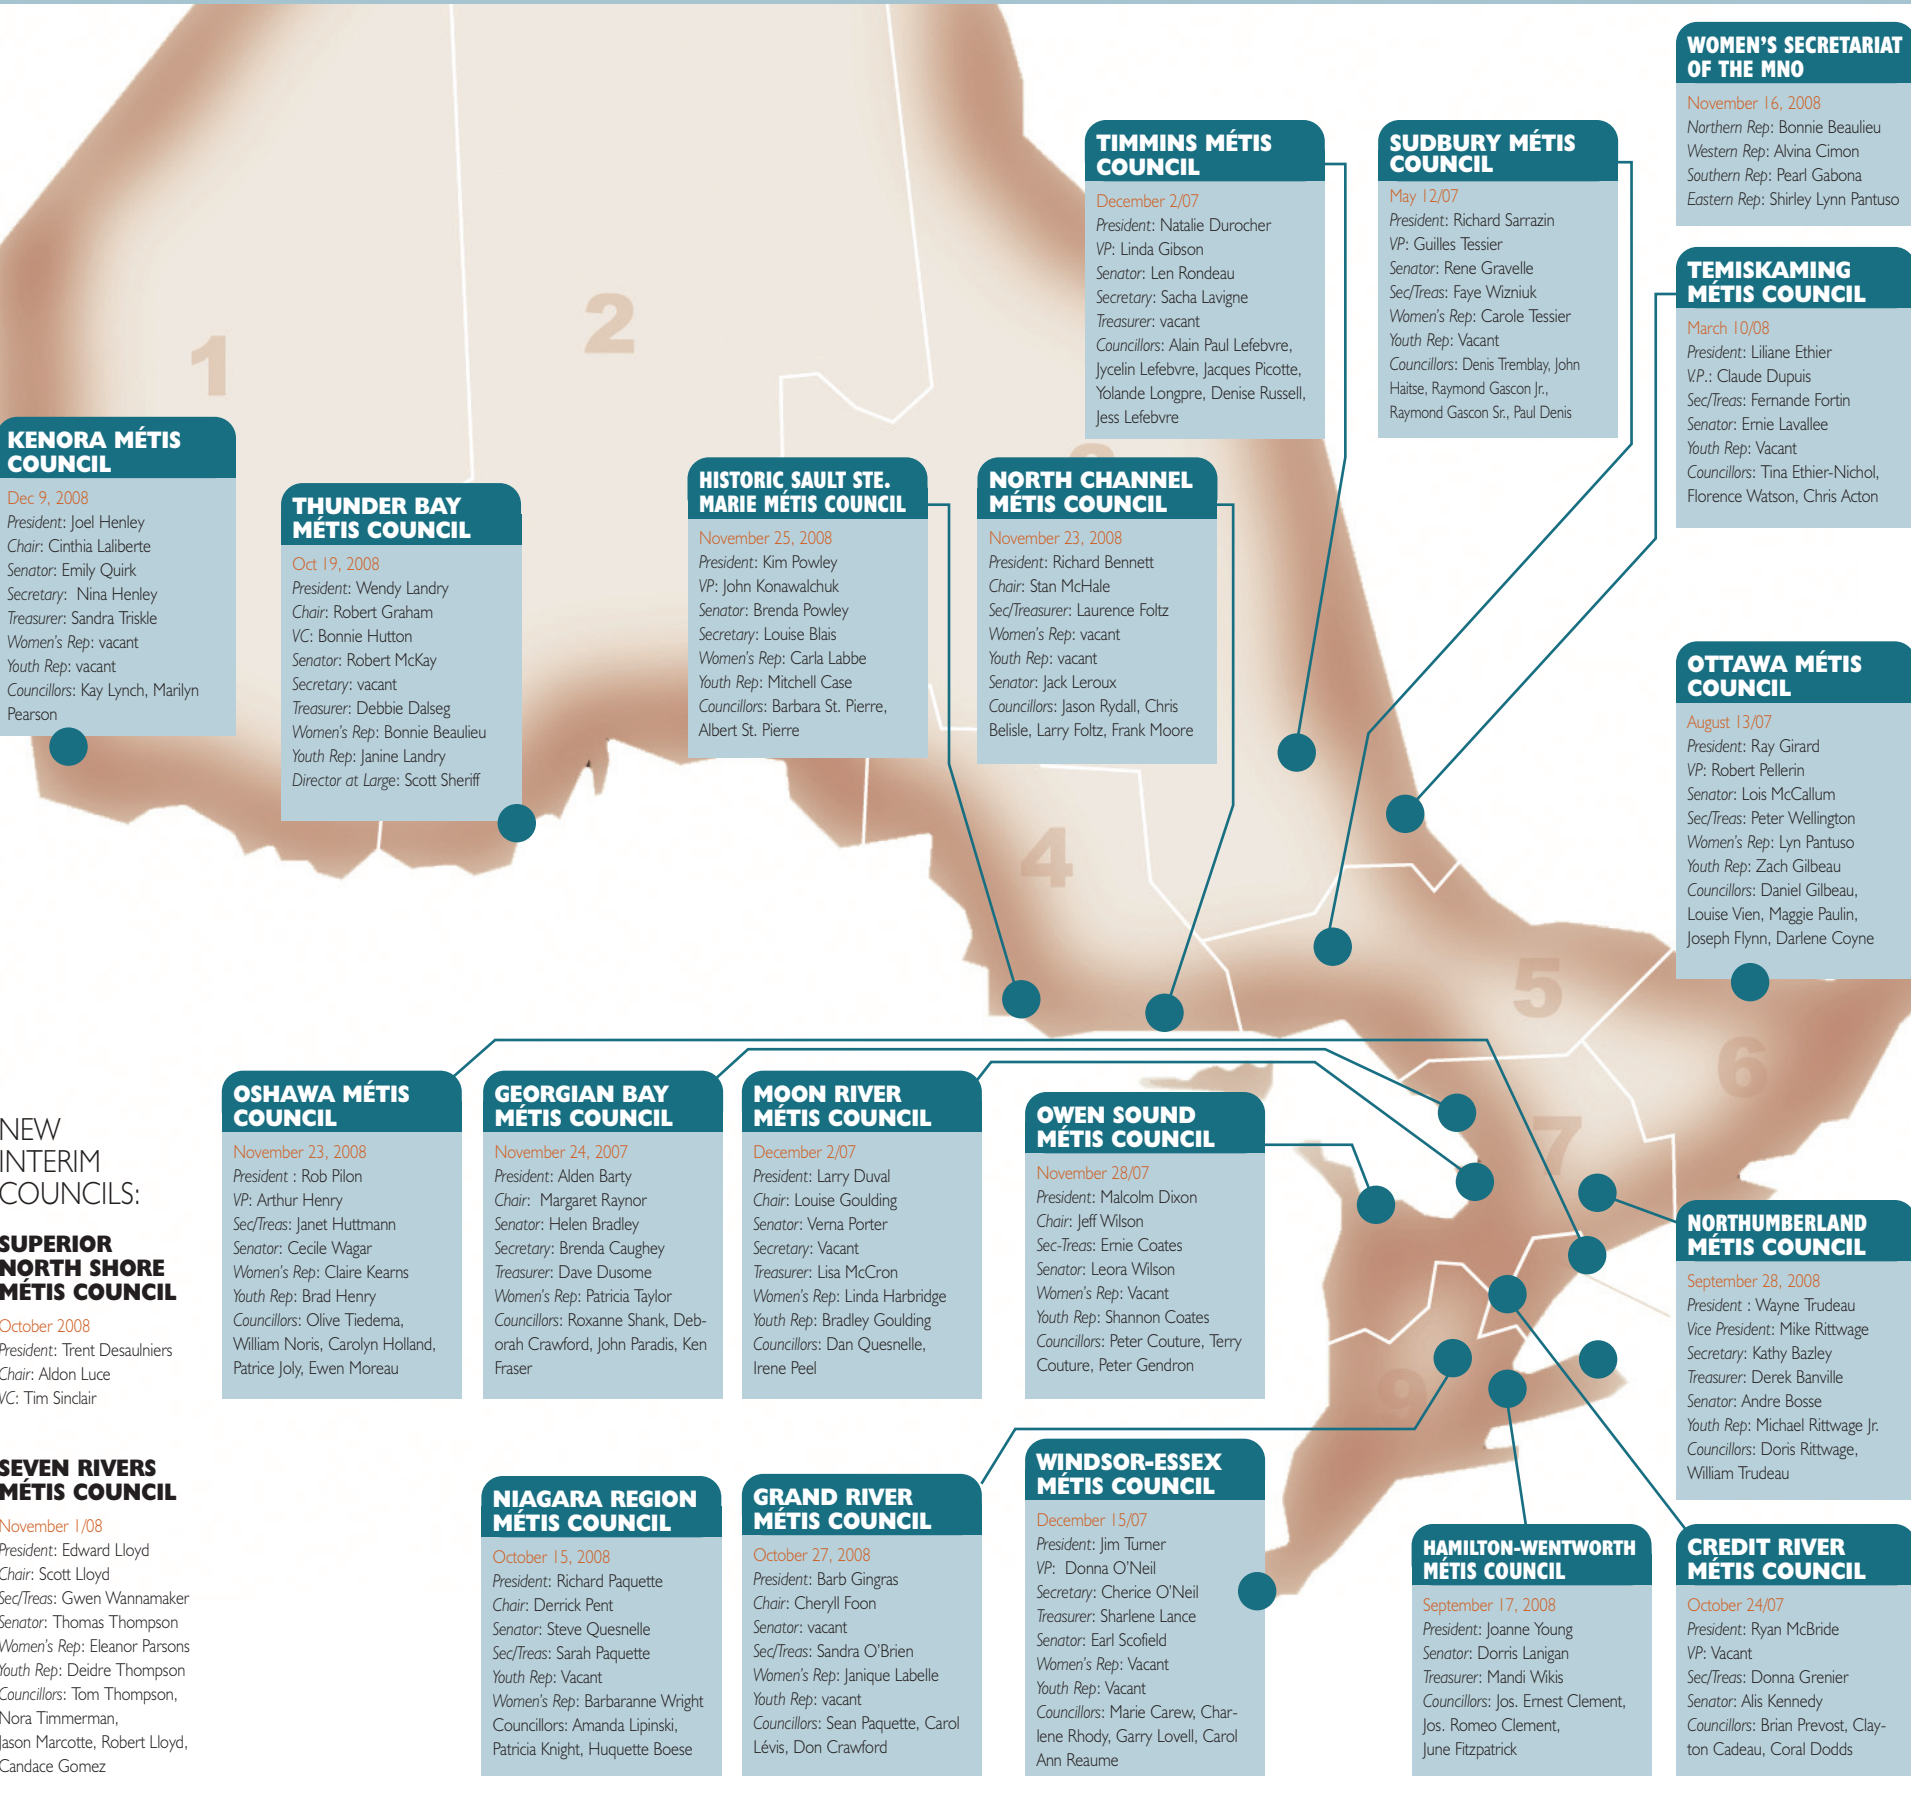 WOMEN'S SECRETARIAT
OF THE MNO
November 16, 2008
Northern Rep: Bonnie Beaulieu
Western Rep: Alvina Cimon
Southern Rep: Pearl Gabona
Eastern Rep: Shirley Lynn Pantuso
TIMMINS MÉTIS
COUNCIL
December 2/07
President: Natalie Durocher
VP: Linda Gibson
Senator: Len Rondeau
Secretary: Sacha Lavigne
Treasurer: vacant
Councillors: Alain Paul Lefebvre,
Jycelin Lefebvre, Jacques Picotte,
Yolande Longpre, Denise Russell,
Jess Lefebvre
SUDBURY MÉTIS
COUNCIL
May 12/07
President: Richard Sarrazin
VP: Guilles Tessier
Senator: Rene Gravelle
Sec/Treas: Faye Wizniuk
Women's Rep: Carole Tessier
Youth Rep: Vacant
Councillors: Denis Tremblay, John
Haitse, Raymond Gascon Jr.,
Raymond Gascon Sr., Paul Denis
TEMISKAMING
MÉTIS COUNCIL
March 10/08
President: Liliane Ethier
V.P.: Claude Dupuis
Sec/Treas: Fernande Fortin
Senator: Ernie Lavallee
Youth Rep: Vacant
Councillors: Tina Ethier-Nichol,
Florence Watson, Chris Acton
1
2
KENORA MÉTIS
COUNCIL
Dec 9, 2008
President: Joel Henley
Chair: Cinthia Laliberte
Senator: Emily Quirk
Secretary: Nina Henley
Treasurer: Sandra Triskle
Women's Rep: vacant
Youth Rep: vacant
Councillors: Kay Lynch, Marilyn
Pearson
THUNDER BAY
MÉTIS COUNCIL
Oct 19, 2008
President: Wendy Landry
Chair: Robert Graham
VC: Bonnie Hutton
Senator: Robert McKay
Secretary: vacant
Treasurer: Debbie Dalseg
Women's Rep: Bonnie Beaulieu
Youth Rep: Janine Landry
Director at Large: Scott Sheriff
HISTORIC SAULT STE.
MARIE MÉTIS COUNCIL
November 25, 2008
President: Kim Powley
VP: John Konawalchuk
Senator: Brenda Powley
Secretary: Louise Blais
Women's Rep: Carla Labbe
Youth Rep: Mitchell Case
Councillors: Barbara St. Pierre,
Albert St. Pierre
NORTH CHANNEL
MÉTIS COUNCIL
November 23, 2008
President: Richard Bennett
Chair: Stan McHale
Sec/Treasurer: Laurence Foltz
Women's Rep: vacant
Youth Rep: vacant
Senator: Jack Leroux
Councillors: Jason Rydall, Chris
Belisle, Larry Foltz, Frank Moore
OTTAWA MÉTIS
COUNCIL
August 13/07
President: Ray Girard
VP: Robert Pellerin
Senator: Lois McCallum
Sec/Treas: Peter Wellington
Women's Rep: Lyn Pantuso
Youth Rep: Zach Gilbeau
Councillors: Daniel Gilbeau,
Louise Vien, Maggie Paulin,
Joseph Flynn, Darlene Coyne
4
5
6
7
9
NEW
INTERIM
COUNCILS:
SUPERIOR
NORTH SHORE
MÉTIS COUNCIL
October 2008
President: Trent Desaulniers
Chair: Aldon Luce
VC: Tim Sinclair
SEVEN RIVERS
MÉTIS COUNCIL
November 1/08
President: Edward Lloyd
Chair: Scott Lloyd
Sec/Treas: Gwen Wannamaker
Senator: Thomas Thompson
Women's Rep: Eleanor Parsons
Youth Rep: Deidre Thompson
Councillors: Tom Thompson,
Nora Timmerman,
Jason Marcotte, Robert Lloyd,
Candace Gomez
OSHAWA MÉTIS
COUNCIL
November 23, 2008
President : Rob Pilon
VP: Arthur Henry
Sec/Treas: Janet Huttmann
Senator: Cecile Wagar
Women's Rep: Claire Kearns
Youth Rep: Brad Henry
Councillors: Olive Tiedema,
William Noris, Carolyn Holland,
Patrice Joly, Ewen Moreau
GEORGIAN BAY
MÉTIS COUNCIL
November 24, 2007
President: Alden Barty
Chair: Margaret Raynor
Senator: Helen Bradley
Secretary: Brenda Caughey
Treasurer: Dave Dusome
Women's Rep: Patricia Taylor
Councillors: Roxanne Shank, Deb-
orah Crawford, John Paradis, Ken
Fraser
MOON RIVER
MÉTIS COUNCIL
December 2/07
President: Larry Duval
Chair: Louise Goulding
Senator: Verna Porter
Secretary: Vacant
Treasurer: Lisa McCron
Women's Rep: Linda Harbridge
Youth Rep: Bradley Goulding
Councillors: Dan Quesnelle,
Irene Peel
OWEN SOUND
MÉTIS COUNCIL
November 28/07
President: Malcolm Dixon
Chair: Jeff Wilson
Sec-Treas: Ernie Coates
Senator: Leora Wilson
Women's Rep: Vacant
Youth Rep: Shannon Coates
Councillors: Peter Couture, Terry
Couture, Peter Gendron
NORTHUMBERLAND
MÉTIS COUNCIL
September 28, 2008
President : Wayne Trudeau
Vice President: Mike Rittwage
Secretary: Kathy Bazley
Treasurer: Derek Banville
Senator: Andre Bosse
Youth Rep: Michael Rittwage Jr.
Councillors: Doris Rittwage,
William Trudeau
NIAGARA REGION
MÉTIS COUNCIL
October 15, 2008
President: Richard Paquette
Chair: Derrick Pent
Senator: Steve Quesnelle
Sec/Treas: Sarah Paquette
Youth Rep: Vacant
Women's Rep: Barbaranne Wright
Councillors: Amanda Lipinski,
Patricia Knight, Huquette Boese
GRAND RIVER
MÉTIS COUNCIL
October 27, 2008
President: Barb Gingras
Chair: Cheryll Foon
Senator: vacant
Sec/Treas: Sandra O'Brien
Women's Rep: Janique Labelle
Youth Rep: vacant
Councillors: Sean Paquette, Carol
Lévis, Don Crawford
WINDSOR-ESSEX
MÉTIS COUNCIL
December 15/07
President: Jim Turner
VP: Donna O'Neil
Secretary: Cherice O'Neil
Treasurer: Sharlene Lance
Senator: Earl Scofield
Women's Rep: Vacant
Youth Rep: Vacant
Councillors: Marie Carew, Char-
lene Rhody, Garry Lovell, Carol
Ann Reaume
HAMILTON-WENTWORTH
MÉTIS COUNCIL
September 17, 2008
President: Joanne Young
Senator: Dorris Lanigan
Treasurer: Mandi Wikis
Councillors: Jos. Ernest Clement,
Jos. Romeo Clement,
June Fitzpatrick
CREDIT RIVER
MÉTIS COUNCIL
October 24/07
President: Ryan McBride
VP: Vacant
Sec/Treas: Donna Grenier
Senator: Alis Kennedy
Councillors: Brian Prevost, Clay-
ton Cadeau, Coral Dodds